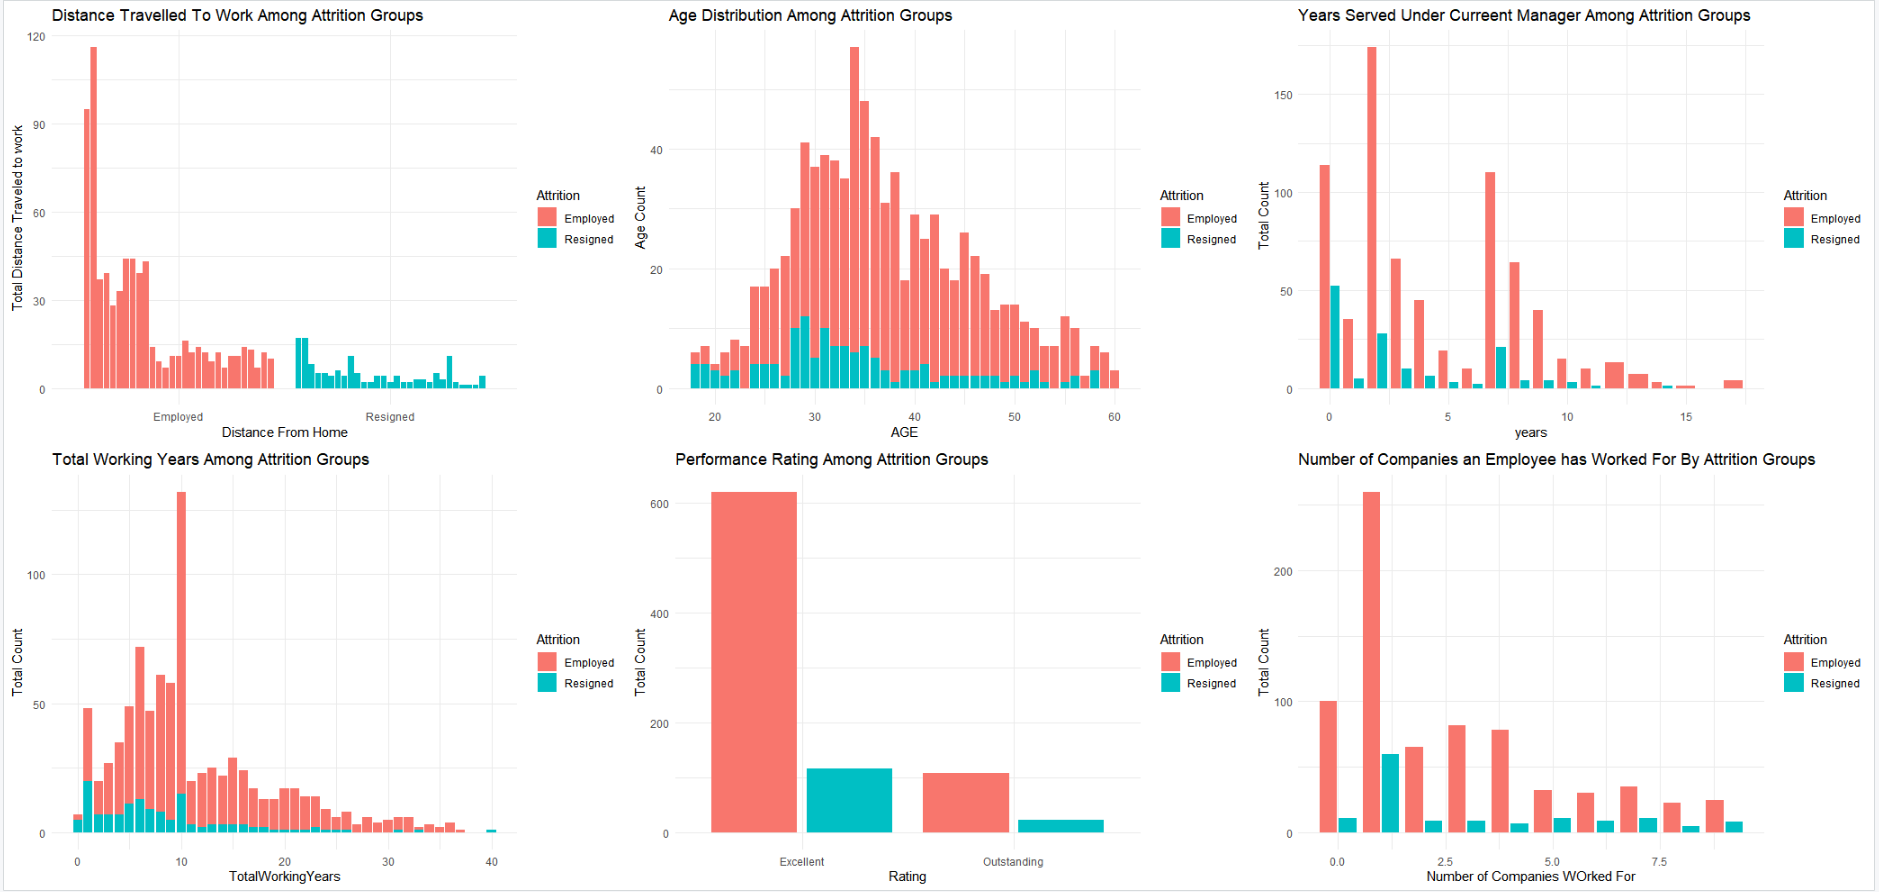 Distance Travelled To Work Among Attrition Groups
Total Distance Traveled to work
120
90
60
30
0
Employed Resigned
Distance From Home
Attrition
Employed
Resigned
Age Distribution Among Attrition Groups
Age Count
40
20
0
20 30 40 50 60
AGE
Attrition
Employed
Resigned
Years Served Under Curreent Manager Among Attrition Groups
Total Count
150
100
50
0
0 5 10 15
years
Attrition
Employed
Resigned
Total Working Years Among Attrition Groups
Total Count
100
50
0
0 10 20 30 40
TotalWorkingYears
Attrition
Employed
Resigned
Performance Rating Among Attrition Groups
Total Count
600
400
200
0
Excellent Outstanding
Rating
Attrition
Employed
Resigned
Number of Companies an Employee has Worked For By Attrition Groups
Total Count
200
100
0
0.0 2.5 5.0 7.5
Number of Companies WOrked For
Attrition
Employed
Resigned